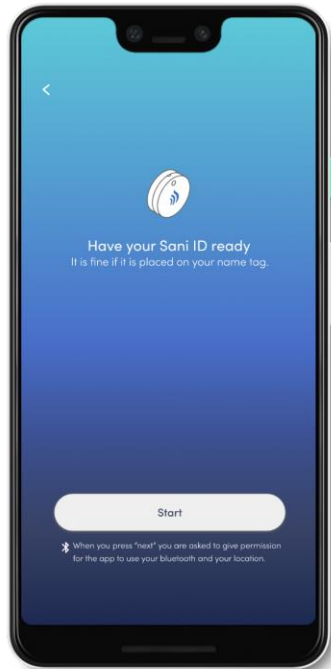 Have your Sani ID ready
It is fine if it is placed on your name tag.
Start
When you press "next" you are asked to give permission
for the app to use your bluetooth and your location.